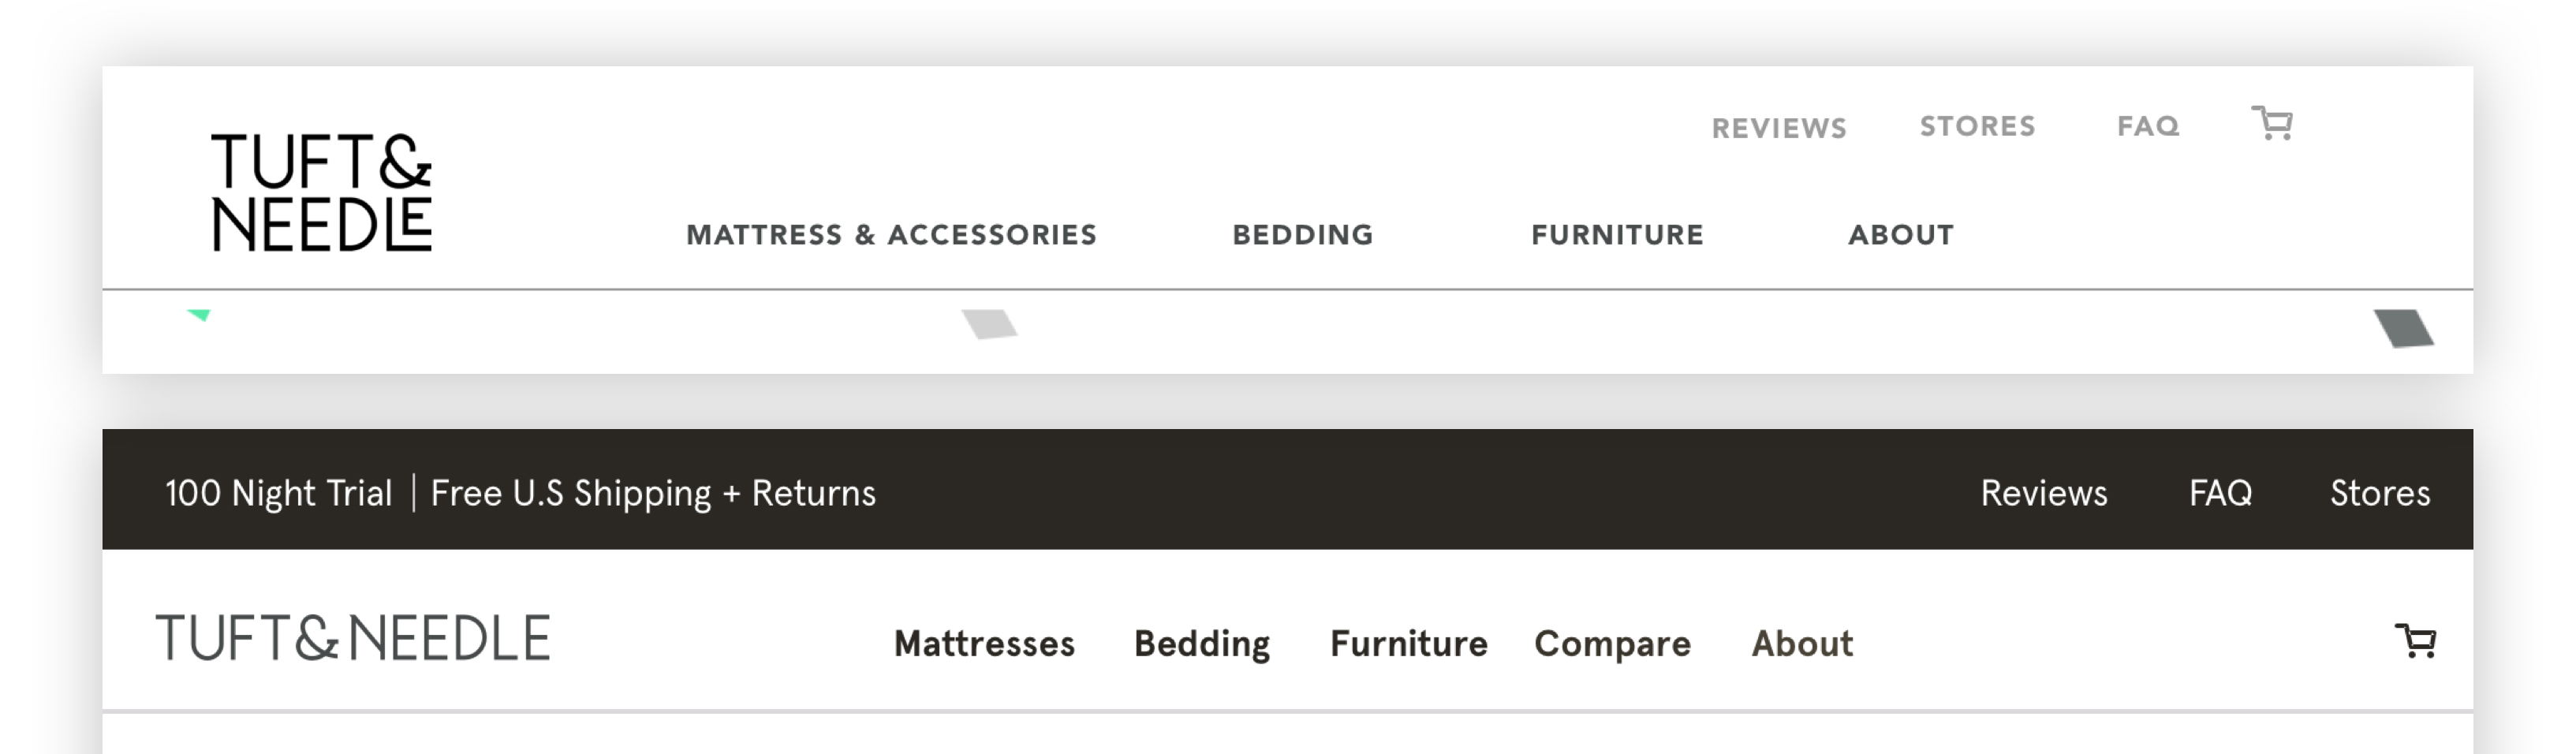 REVIEWS STORES FAQ
TUFT&
NEEDLE
MATTRESS & ACCESSORIES BEDDING FURNITURE ABOUT
100 Night Trial | Free U.S Shipping + Returns Reviews FAQ Stores
TUFT&NEEDLE Mattresses Bedding Furniture Compare About